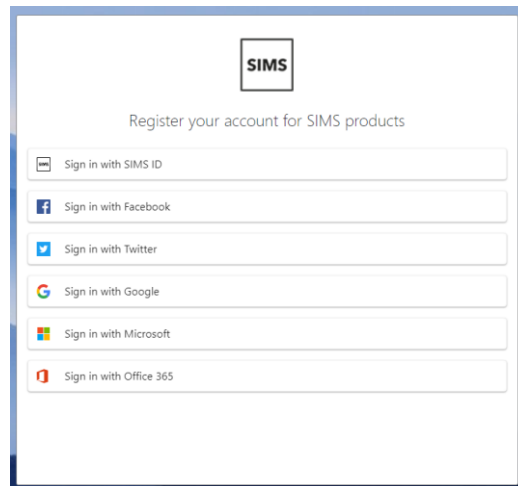 SIMS
Register your account for SIMS products
SIMS Sign in with SIMS ID
Sign in with Facebook
Sign in with Twitter
Sign in with Google
Sign in with Microsoft
Sign in with Office 365